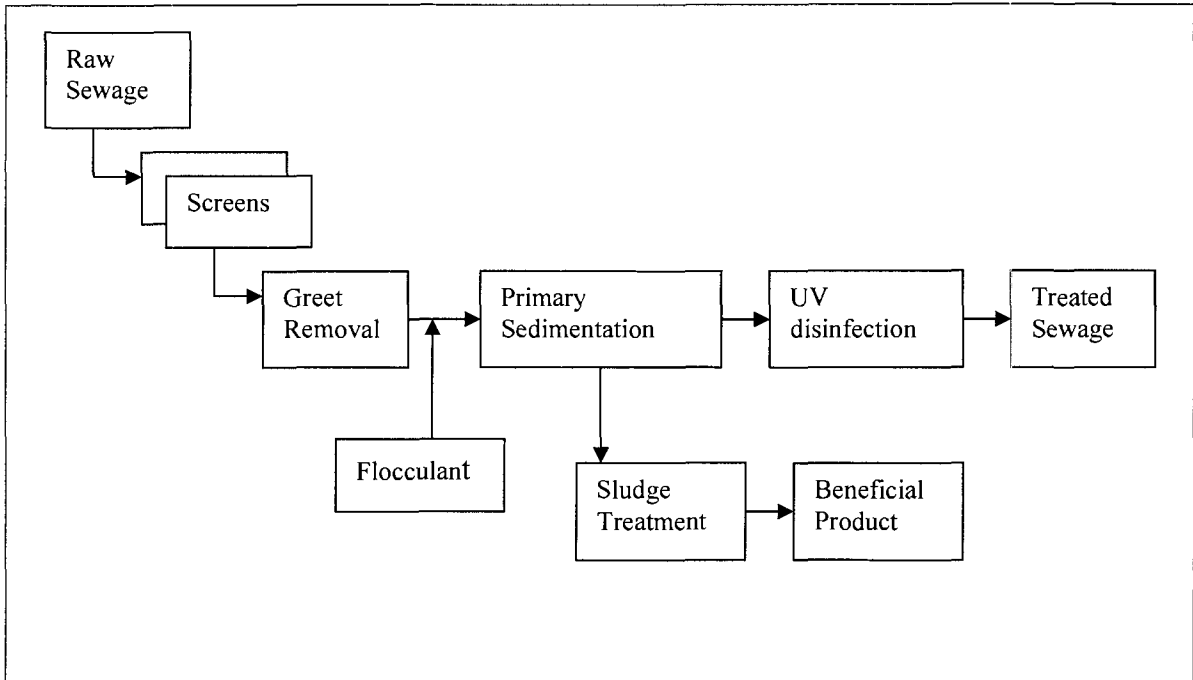 Raw
Sewage
Screens
Greet
Removal
Primary
Sedimentation
UV
disinfection
Treated
Sewage
Flocculant
Sludge
Treatment
Beneficial
Product